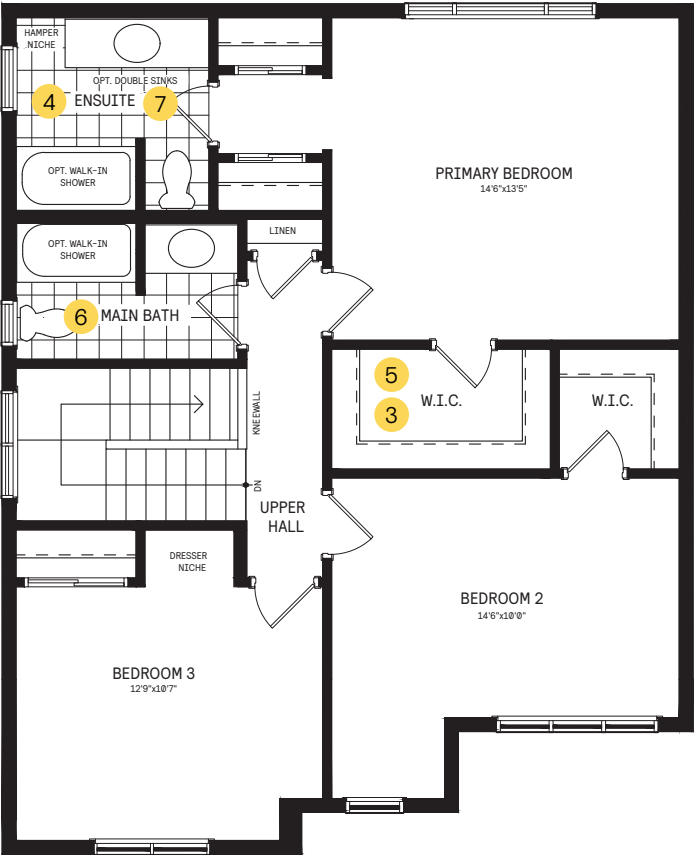 HAMPER
NICHE
OPT. DOUBLE SINKS
4 ENSUITE 7
OPT. WALK-IN
SHOWER
PRIMARY BEDROOM
14'6"x13'5"
OPT. WALK-IN
SHOWER
LINEN
6 MAIN BATH
5
3
W.I.C.
W.I.C.
KNEEWALL
DN
UPPER
HALL
DRESSER
NICHE
BEDROOM 2
14'6"x10'0"
BEDROOM 3
12'9"x10'7"